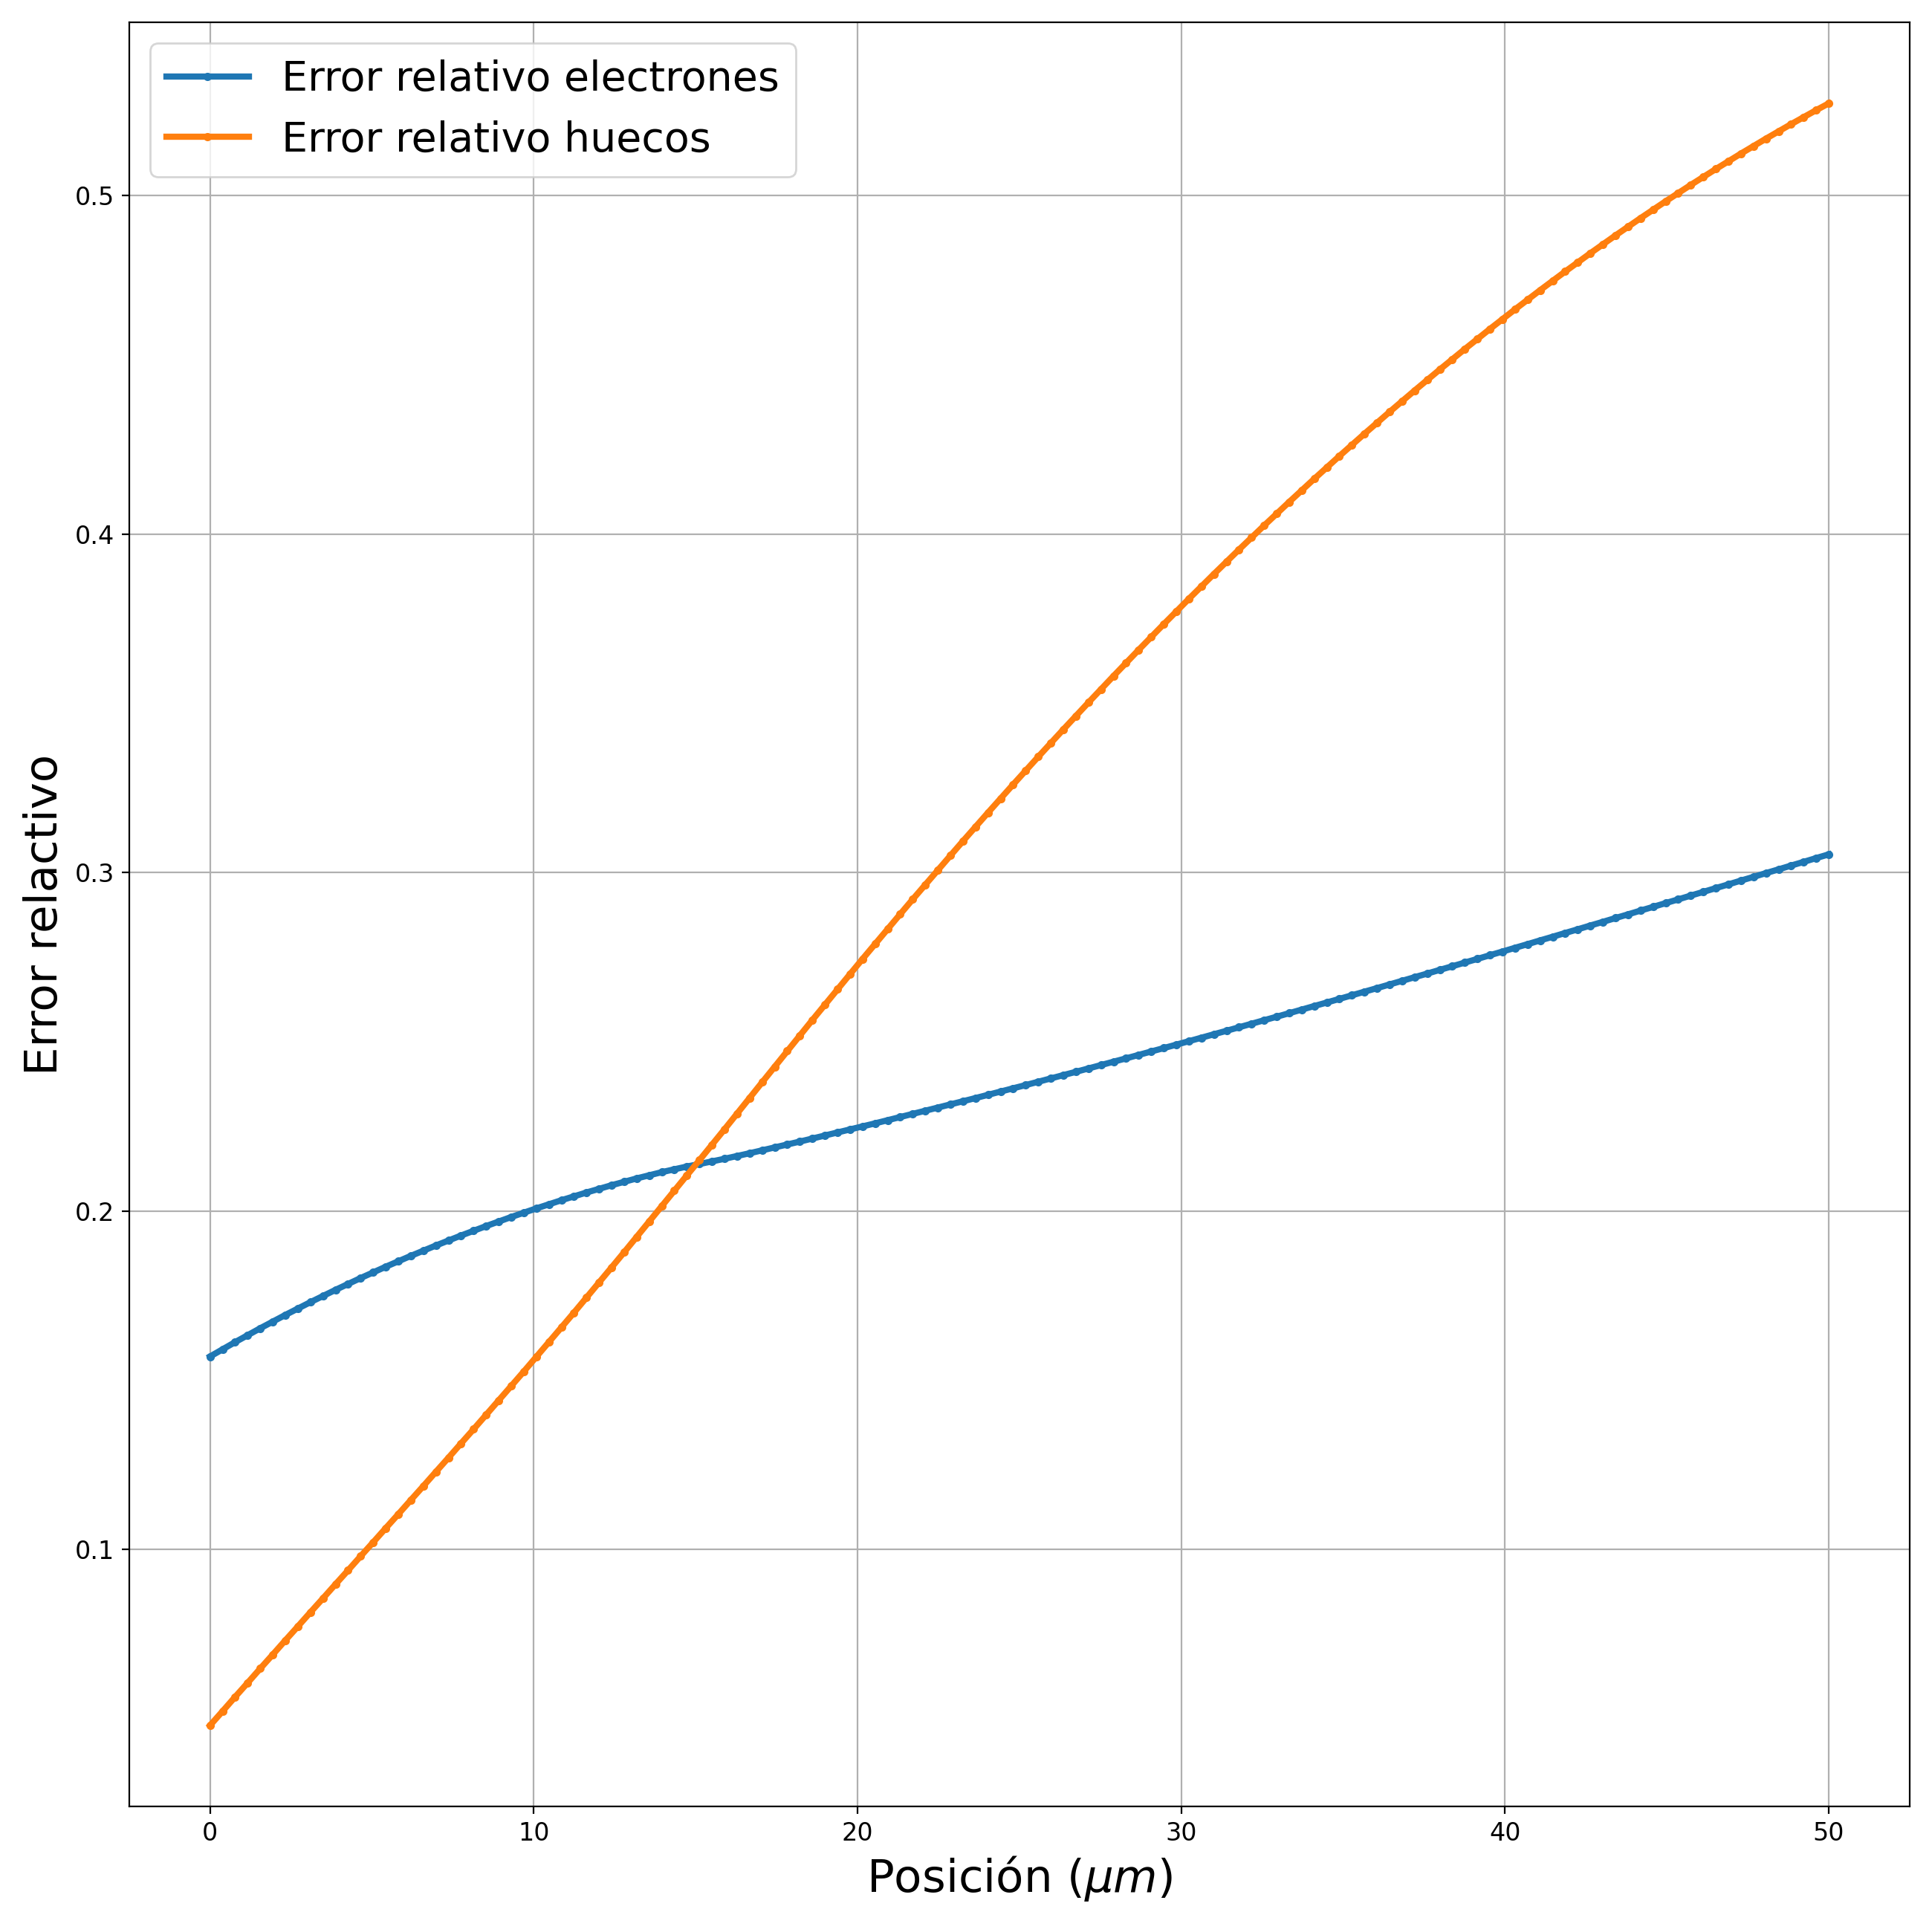 Error relativo electrones
Error relativo huecos
0.5
0.4
0.3
0.2
0.1
Error relactivo
0 10 20 30 40 50
Posición (μm)